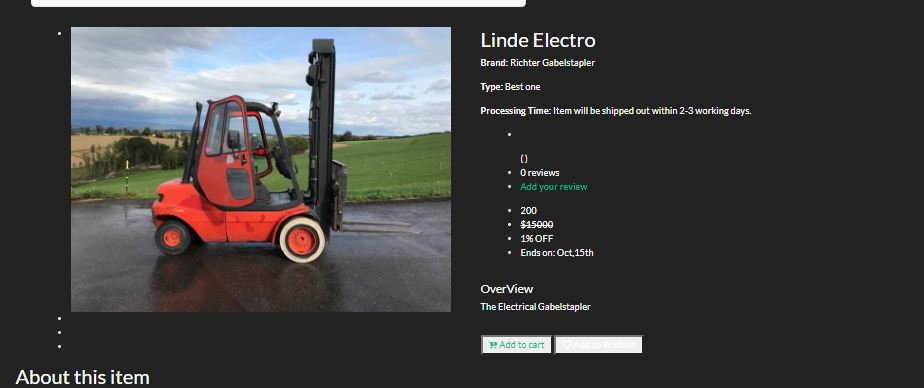 Linde Electro
Brand: Richter Gabelstapler
Type: Best one
Processing Time: Item will be shipped out within 2-3 working days.
()
0 reviews
Add your review
200
$15000
1% OFF
Ends on: Oct,15th
OverView
The Electrical Gabelstapler
Add to cart
Add to Wishlist
About this item